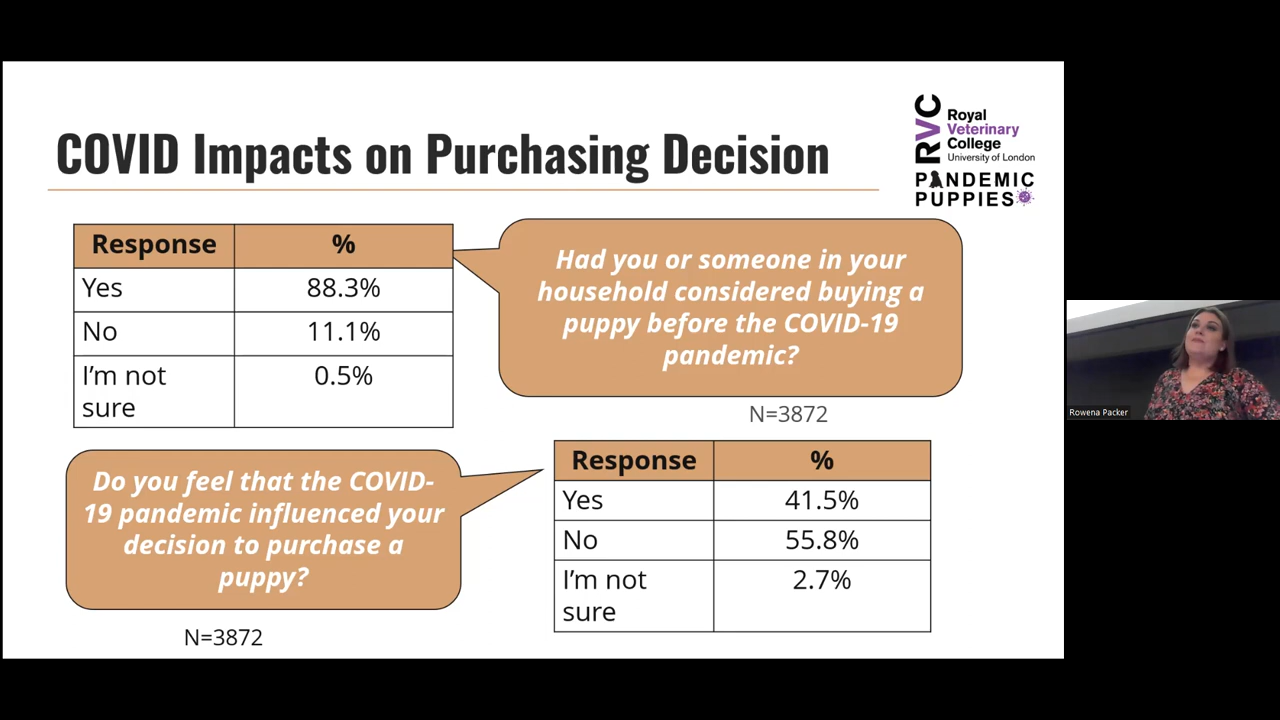 COVID Impacts on Purchasing Decision
RVC
Royal
Veterinary
College
University of London
PANDEMIC
PUPPIES
Response %
Yes 88.3%
No 11.1%
I'm not
sure
0.5%
Had you or someone in your
household considered buying a
puppy before the COVID-19
pandemic?
N=3872
Do you feel that the COVID-
19 pandemic influenced your
decision to purchase a
puppy?
N=3872
Response %
Yes 41.5%
No 55.8%
I'm not
sure
2.7%
Rowena Packer